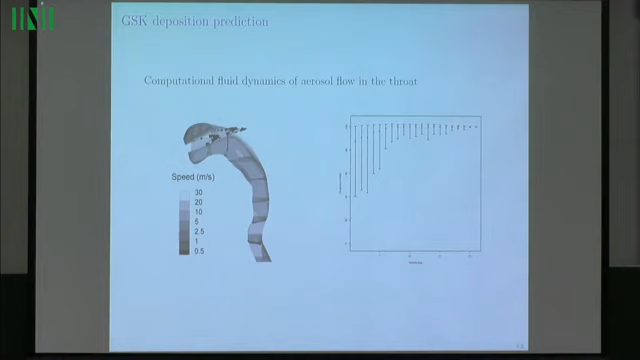 GSK deposition prediction
Computational fluid dynamics of aerosol flow in the throat
Speed (m/s)
30
20
10
5
2.5
1
0.5